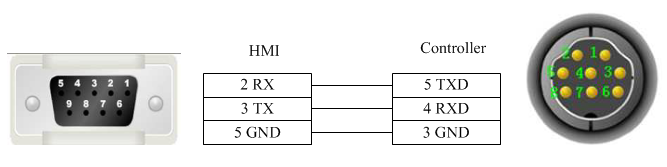 HMI
Controller
5 4 3 2 1
9 8 7 6
2 RX
3 TX
5 GND
5 TXD
4 RXD
3 GND
2 1
5 4 3
8 7 6